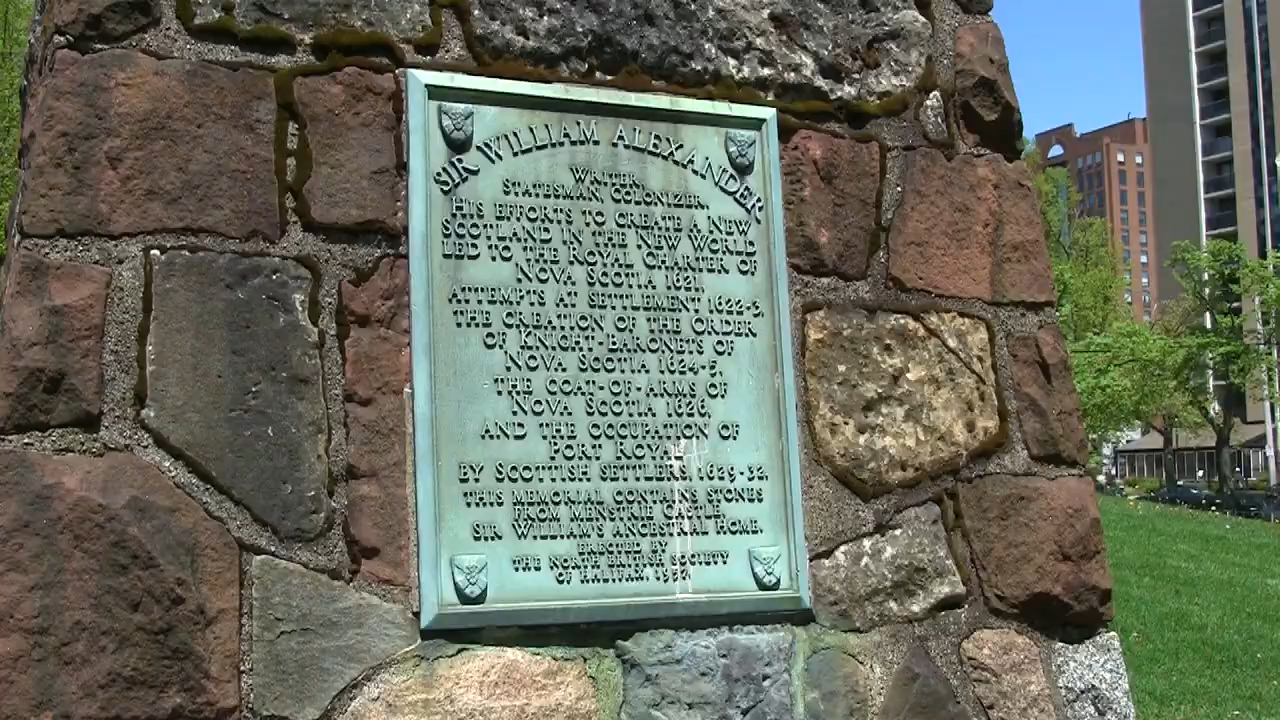 SIR WILLIAM ALEXANDER
WRITER,
STATESMAN, COLONIZER,
HIS EFFORTS TO CREATE A NEW
SCOTLAND IN THE NEW WORLD
LED TO THE ROYAL CHARTER OF
NOVA SCOTIA 1621,
ATTEMPTS AT SETTLEMENT 1622-3,
THE CREATION OF THE ORDER
OF KNIGHT-BARONETS OF
NOVA SCOTIA 1624-5,
THE COAT-OF-ARMS OF
NOVA SCOTIA 1626,
AND THE OCCUPATION OF
PORT ROYAL
BY SCOTTISH SETTLERS 1629-32.
THIS MEMORIAL CONTAINS STONES
FROM MENSTRIE CASTLE,
SIR WILLIAM'S ANCESTRAL HOME.
ERECTED BY
THE NORTH BRITISH SOCIETY
OF HALIFAX, 1957